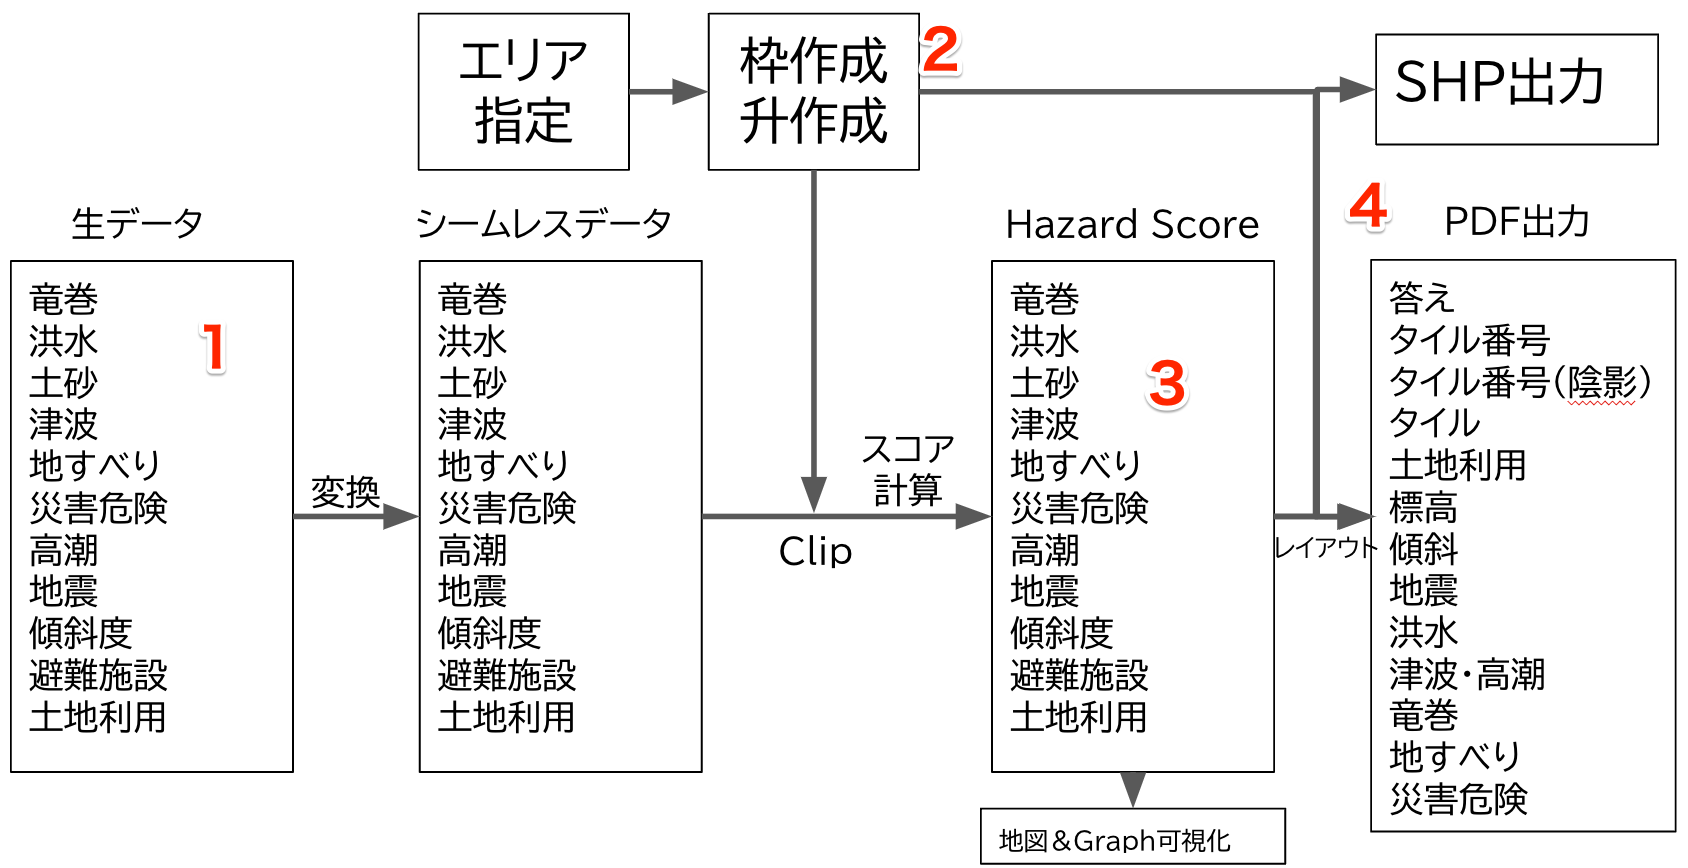 エリア
指定
枠作成
升作成
2
SHP出力
生データ
シームレスデータ
Hazard Score
4
PDF出力
竜巻
洪水
土砂
津波
地すべり
災害危険
高潮
地震
傾斜度
避難施設
土地利用
1
変換
竜巻
洪水
土砂
津波
地すべり
災害危険
高潮
地震
傾斜度
避難施設
土地利用
スコア
計算
Clip
竜巻
洪水
土砂
津波
地すべり
災害危険
高潮
地震
傾斜度
避難施設
土地利用
3
レイアウト
答え
タイル番号
タイル番号(陰影)
タイル
土地利用
標高
傾斜
地震
洪水
津波・高潮
竜巻
地すべり
災害危険
地図&Graph可視化